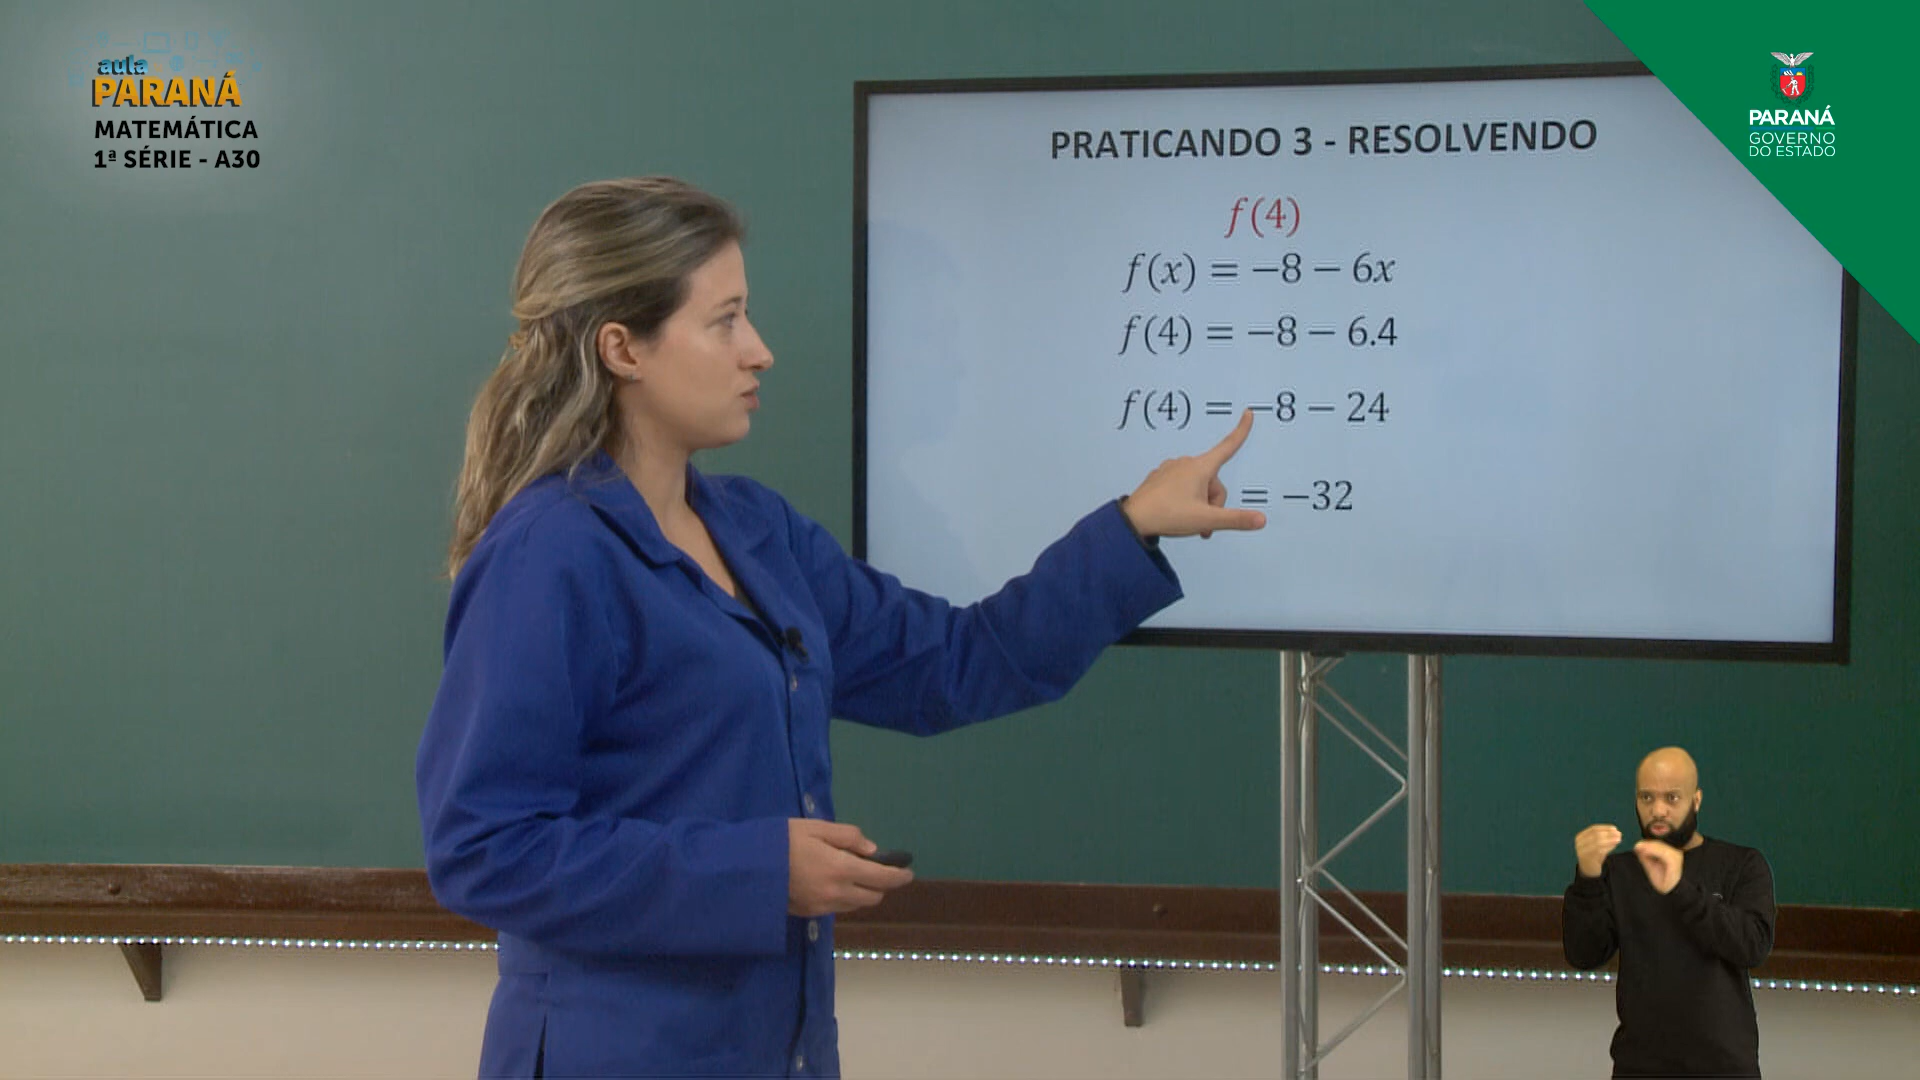 aula
PARANÁ
MATEMÁTICA
1ª SÉRIE - A30
PRATICANDO 3 - RESOLVENDO
f(4)
f(x) = −8 − 6x
f(4) = −8 − 6.4
f(4) = −8 − 24
= −32
PARANÁ
GOVERNO
DO ESTADO